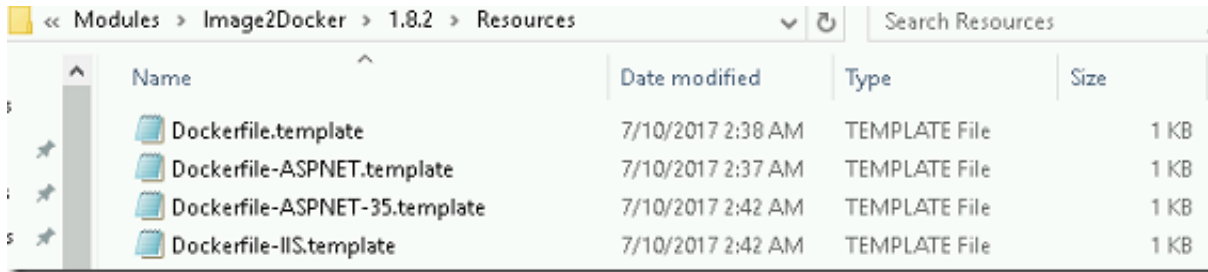 « Modules > Image2Docker > 1.8.2 > Resources Search Resources
Name Date modified Type Size
Dockerfile.template 7/10/2017 2:38 AM TEMPLATE File 1 KB
Dockerfile-ASPNET.template 7/10/2017 2:37 AM TEMPLATE File 1 KB
Dockerfile-ASPNET-35.template 7/10/2017 2:42 AM TEMPLATE File 1 KB
Dockerfile-IIS.template 7/10/2017 2:42 AM TEMPLATE File 1 KB